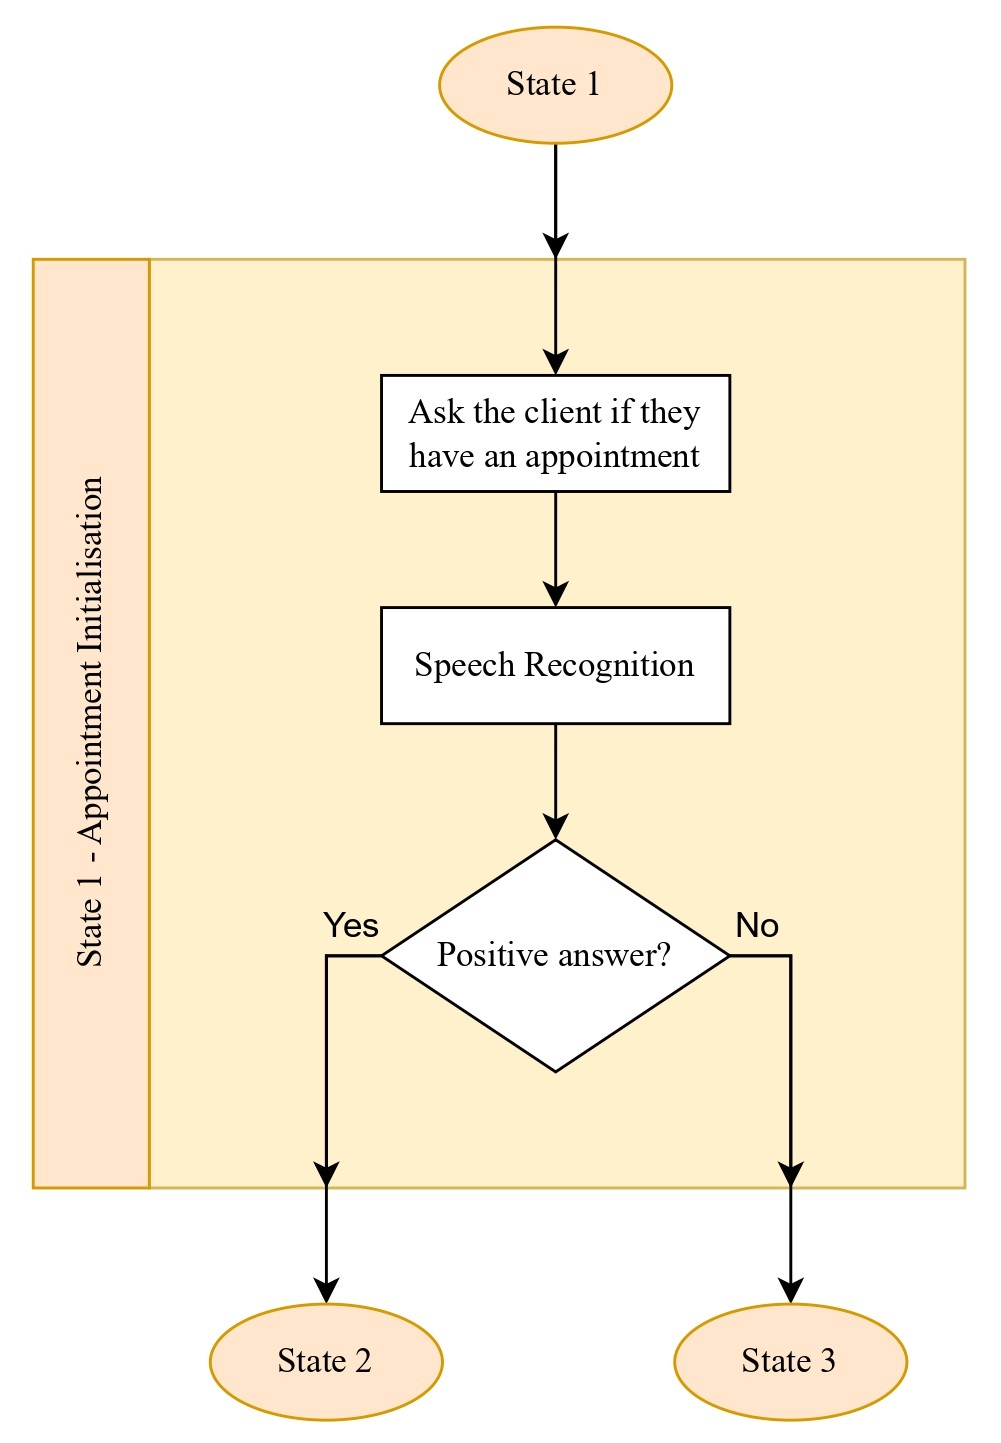 State 1
State 1 - Appointment Initialisation
Ask the client if they
have an appointment
Speech Recognition
Positive answer?
Yes
No
State 2
State 3